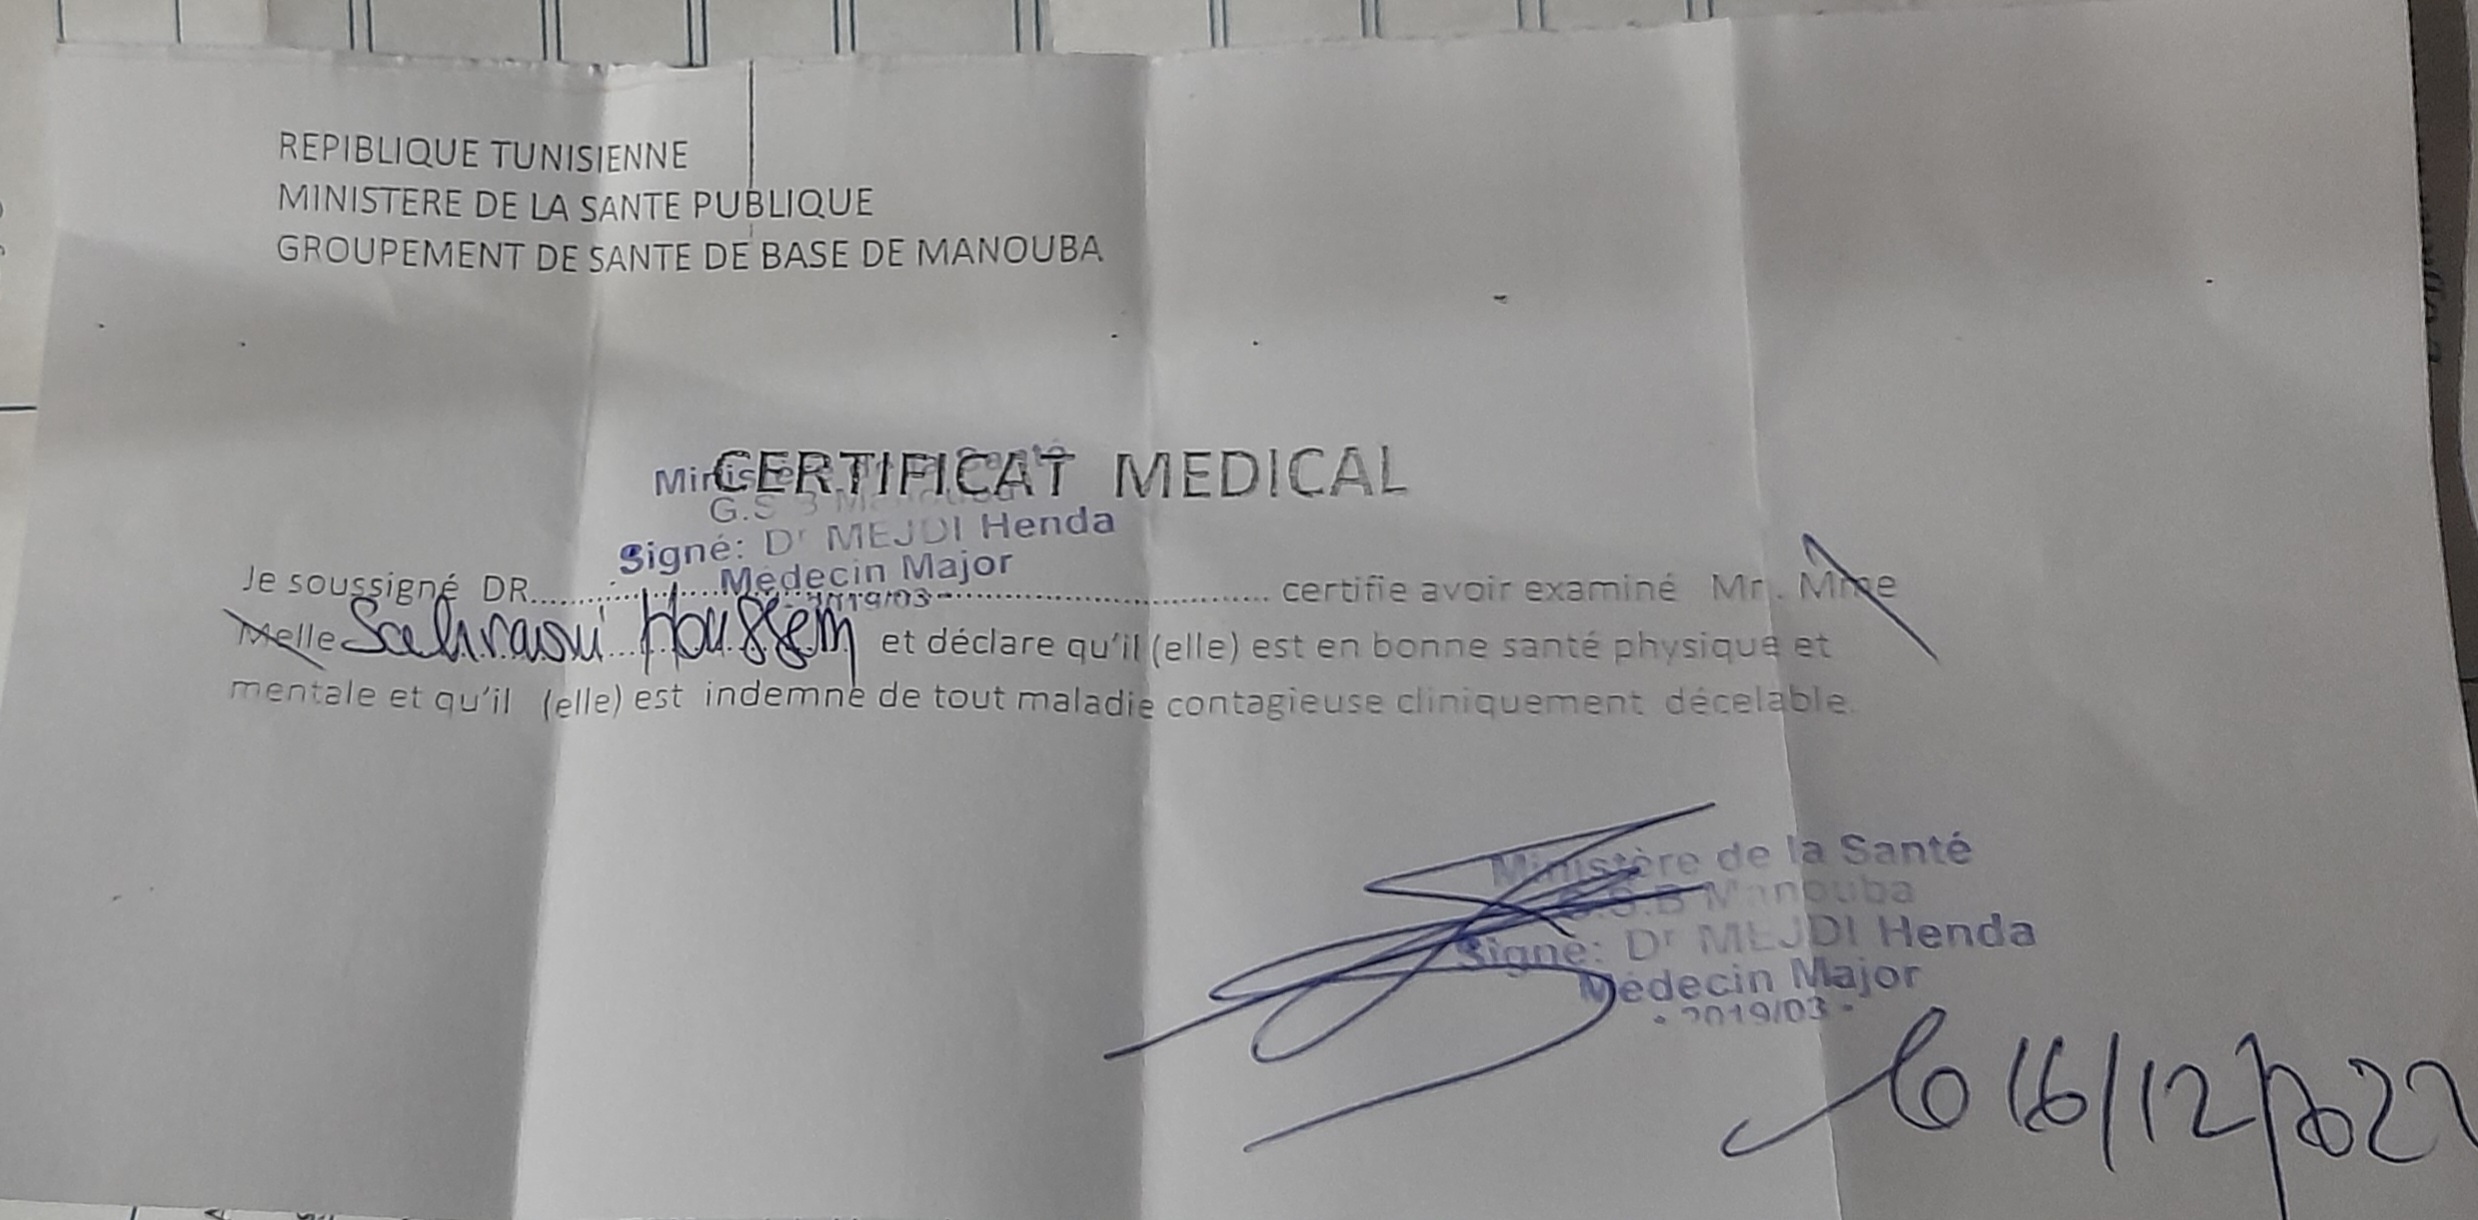 REPIBLIQUE TUNISIENNE
MINISTERE DE LA SANTE PUBLIQUE
GROUPEMENT DE SANTE DE BASE DE MANOUBA
CERTIFICAT MEDICAL
Signé: Dr MEJDI Henda
Médecin Major
2019/03
Je soussigné DR.................................................. certifie avoir examiné Mr. Mme
Melle Sahraoui Houssem et déclare qu'il (elle) est en bonne santé physique et
mentale et qu'il (elle) est indemne de tout maladie contagieuse cliniquement décelable.
Ministère de la Santé
G.S.B Manouba
Signé: Dr MEJDI Henda
Médecin Major
- 2019/03 -
le 16/12/2022